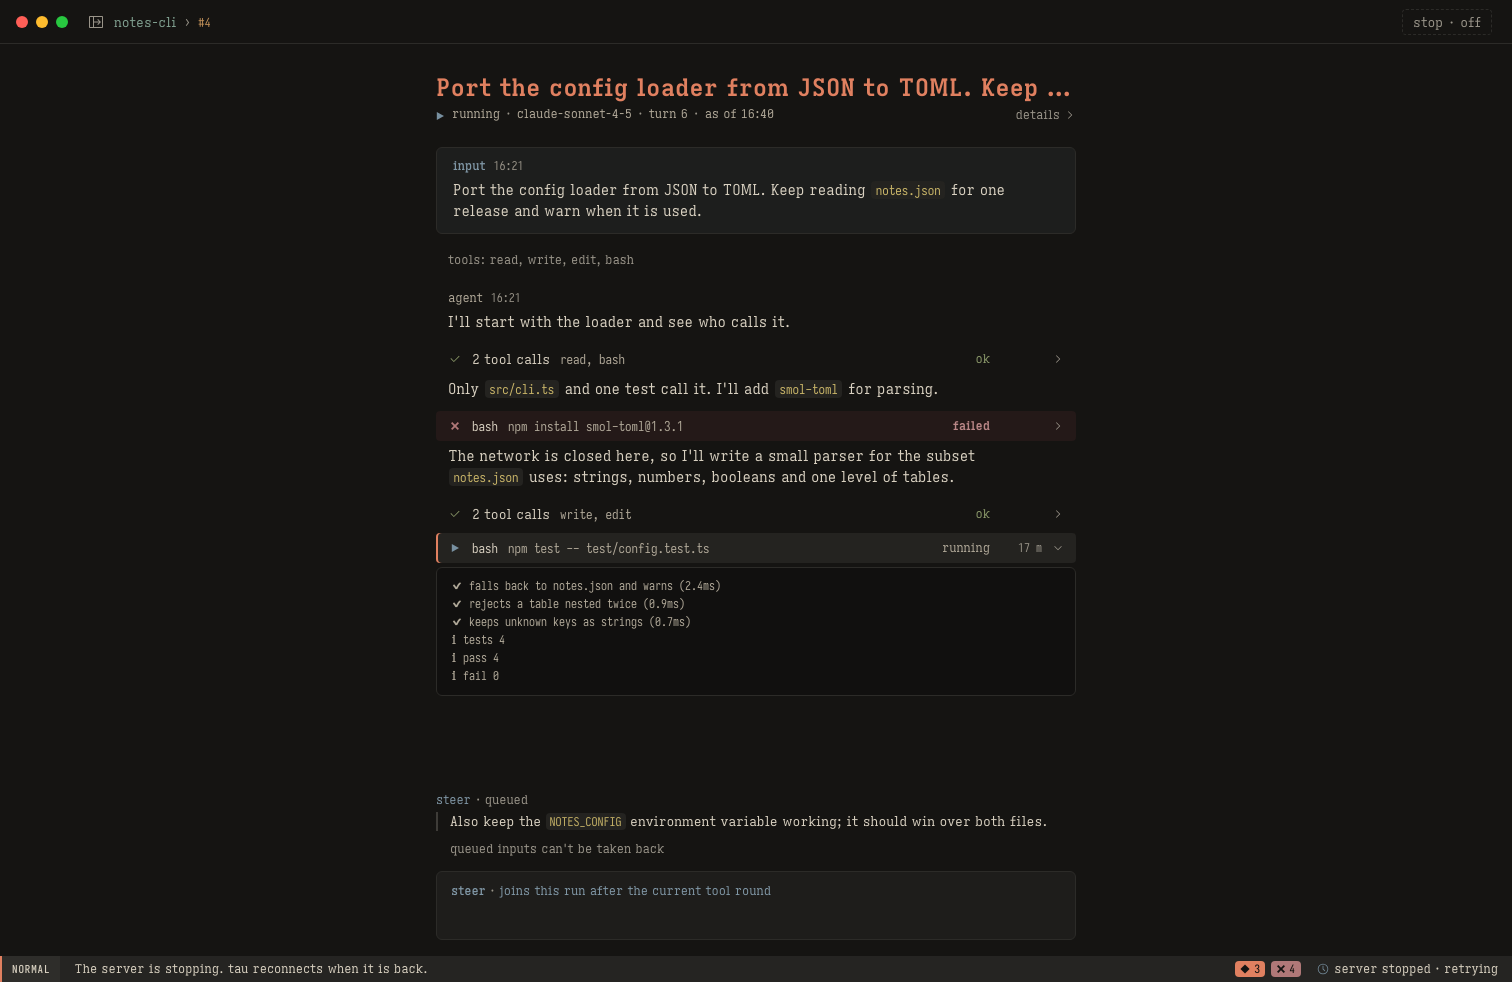 notes-cli › #4
stop · off
Port the config loader from JSON to TOML. Keep ...
running · claude-sonnet-4-5 · turn 6 · as of 16:40
details
input 16:21
Port the config loader from JSON to TOML. Keep reading notes.json for one
release and warn when it is used.
tools: read, write, edit, bash
agent 16:21
I'll start with the loader and see who calls it.
✓ 2 tool calls read, bash ok
Only src/cli.ts and one test call it. I'll add smol-toml for parsing.
× bash npm install smol-toml@1.3.1 failed
The network is closed here, so I'll write a small parser for the subset
notes.json uses: strings, numbers, booleans and one level of tables.
✓ 2 tool calls write, edit ok
bash npm test -- test/config.test.ts running 17 m
✔ falls back to notes.json and warns (2.4ms)
✔ rejects a table nested twice (0.9ms)
✔ keeps unknown keys as strings (0.7ms)
ℹ tests 4
ℹ pass 4
ℹ fail 0
steer · queued
Also keep the NOTES_CONFIG environment variable working; it should win over both files.
queued inputs can't be taken back
steer · joins this run after the current tool round
NORMAL The server is stopping. tau reconnects when it is back.
◆ 3 × 4 server stopped · retrying